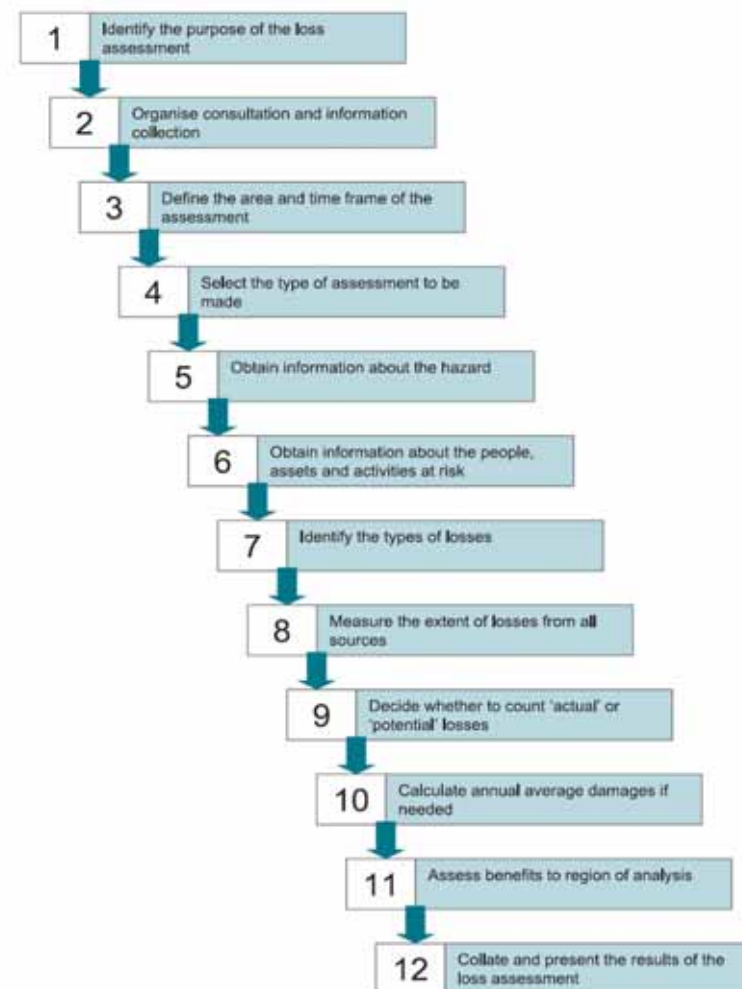 1
Identify the purpose of the loss
assessment
2
Organise consultation and information
collection
3
Define the area and time frame of the
assessment
4
Select the type of assessment to be
made
5
Obtain information about the hazard
6
Obtain information about the people,
assets and activities at risk
7
Identify the types of losses
8
Measure the extent of losses from all
sources
9
Decide whether to count ‘actual’ or
‘potential’ losses
10
Calculate annual average damages if
needed
11
Assess benefits to region of analysis
12
Collate and present the results of the
loss assessment